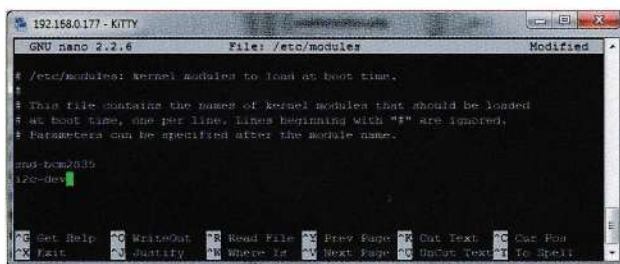 192.168.0.177 - KiTTY
GNU nano 2.2.6 File: /etc/modules Modified
# /etc/modules: kernel modules to load at boot time.
#
# This file contains the names of kernel modules that should be loaded
# at boot time, one per line. Lines beginning with "#" are ignored.
# Parameters can be specified after the module name.
snd-bcm2835
i2c-dev
^G Get Help ^O WriteOut ^R Read File ^Y Prev Page ^K Cut Text ^C Cur Pos
^X Exit ^J Justify ^W Where Is ^V Next Page ^U UnCut Text ^T To Spell